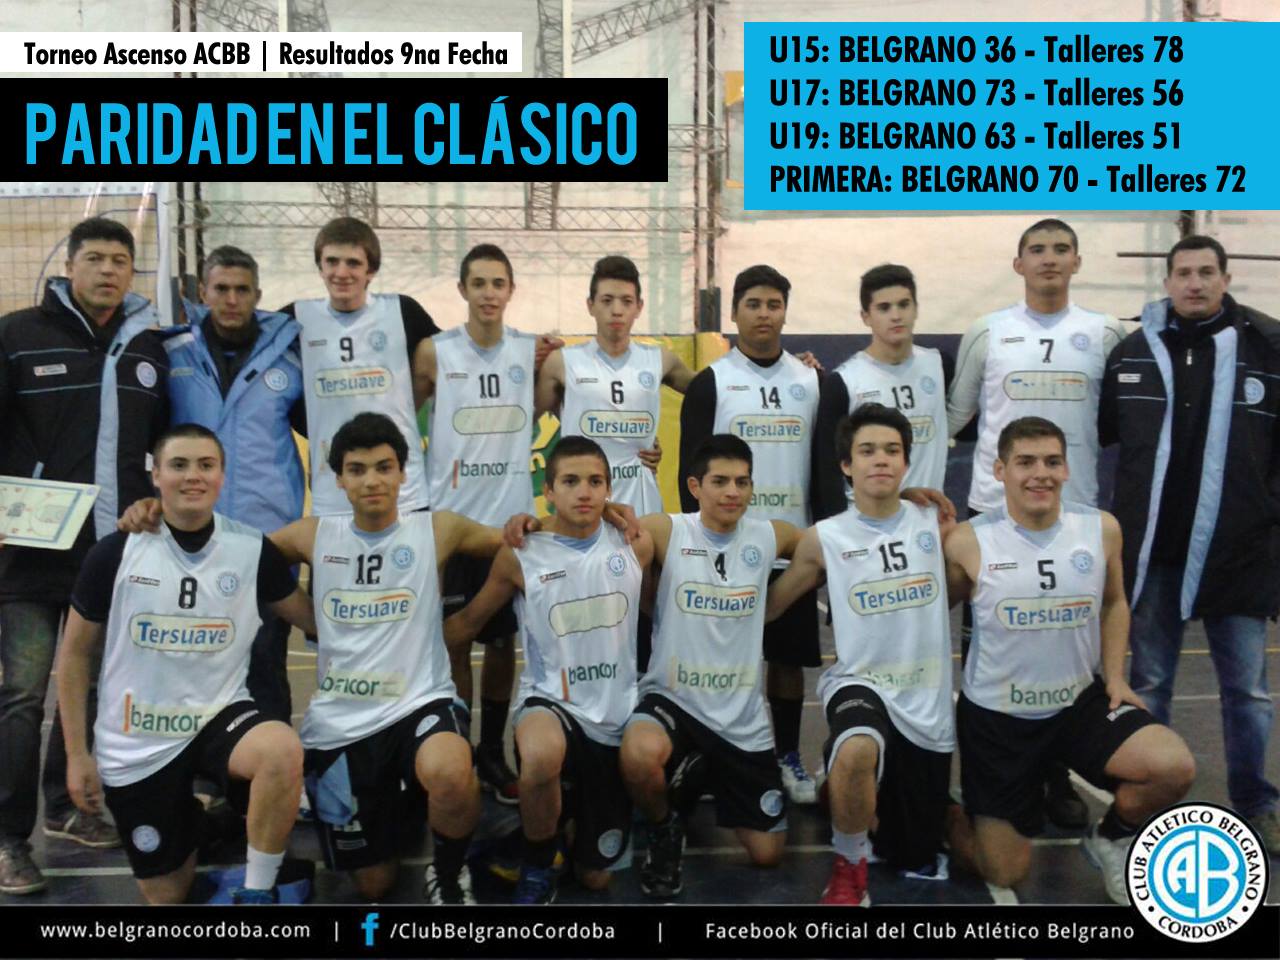 Torneo Ascenso ACBB | Resultados 9na Fecha
PARIDAD EN EL CLÁSICO
U15: BELGRANO 36 - Talleres 78
U17: BELGRANO 73 - Talleres 56
U19: BELGRANO 63 - Talleres 51
PRIMERA: BELGRANO 70 - Talleres 72
9
Tersuave
10
bancor
6
Tersuave
bancor
14
Tersuave
bancor
13
7
8
Tersuave
bancor
12
Tersuave
bancor
bancor
4
Tersuave
bancor
15
Tersuave
5
Tersuave
bancor
CLUB ATLETICO BELGRANO
CAB
CORDOBA
www.belgranocordoba.com | f /ClubBelgranoCordoba | Facebook Oficial del Club Atlético Belgrano